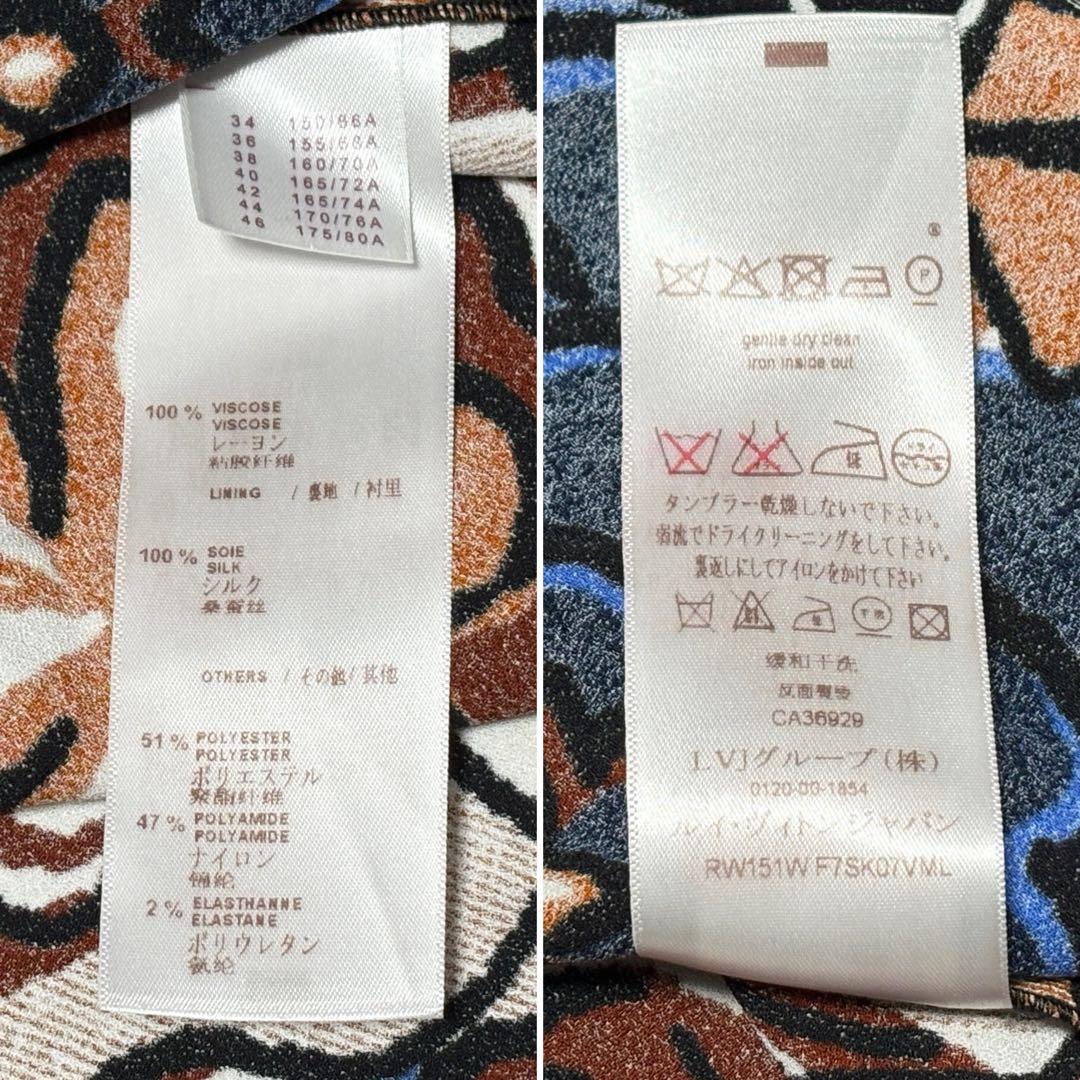 34 150/66A
36 155/68A
38 160/70A
40 165/72A
42 165/74A
44 170/76A
46 175/80A
100 % VISCOSE
VISCOSE
レーヨン
粘胶纤维
LINING / 裏地 / 衬里
100 % SOIE
SILK
シルク
桑蚕丝
OTHERS / その他 / 其他
51 % POLYESTER
POLYESTER
ポリエステル
聚酯纤维
47 % POLYAMIDE
POLYAMIDE
ナイロン
锦纶
2 % ELASTHANNE
ELASTANE
ポリウレタン
氨纶
®
P
gentle dry clean
iron inside out
タンブラー乾燥しないで下さい。
弱流でドライクリーニングをして下さい。
裏返しにしてアイロンをかけて下さい
缓和干洗
反面熨烫
CA36929
LVJグループ(株)
0120-00-1854
ルイ・ヴィトンジャパン
RW151W F7SK07VML